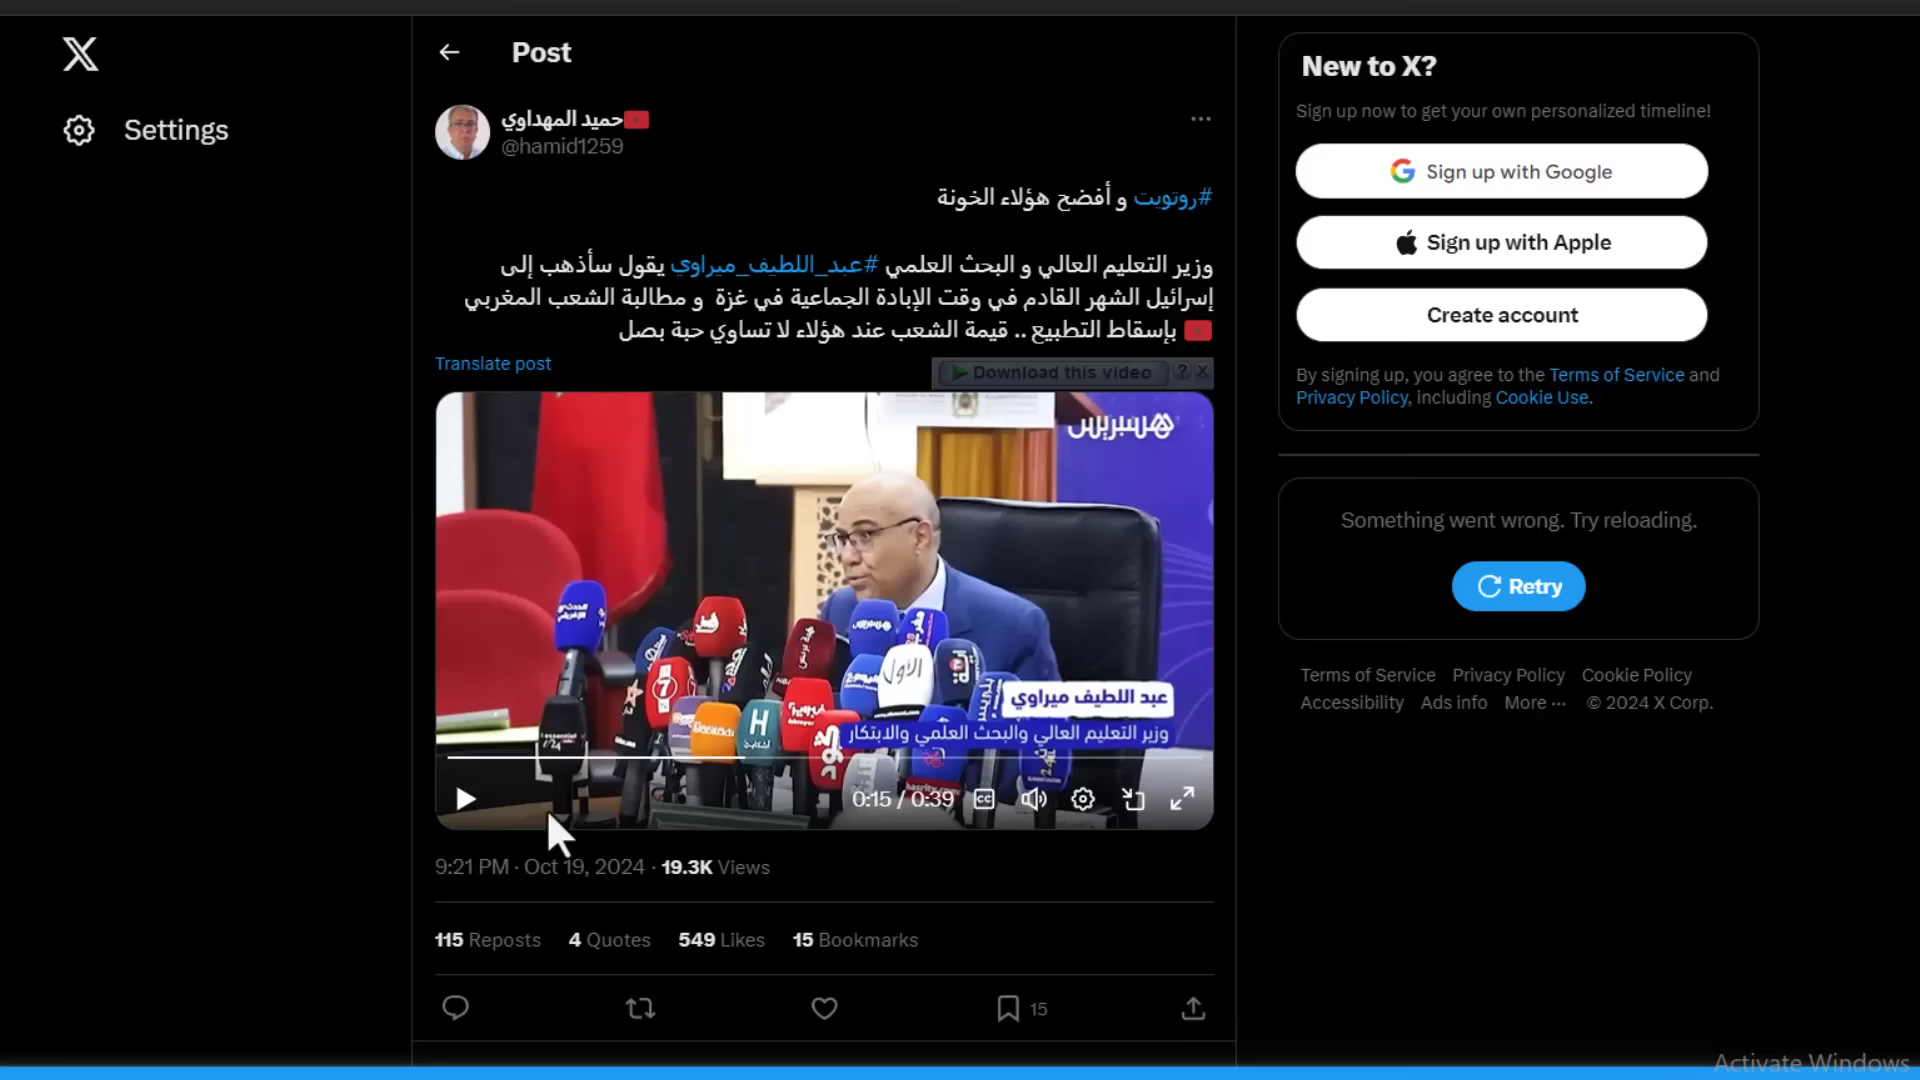 Post
Settings
حميد المهداوي
@hamid1259
#روتويت و أفضح هؤلاء الخونة
وزير التعليم العالي و البحث العلمي #عبد_اللطيف_ميراوي يقول سأذهب إلى
إسرائيل الشهر القادم في وقت الإبادة الجماعية في غزة و مطالبة الشعب المغربي
بإسقاط التطبيع .. قيمة الشعب عند هؤلاء لا تساوي حبة بصل
Translate post
Download this video ? X
هسبريس
هسبريس
الأول
7
H
گود
عبد اللطيف ميراوي
وزير التعليم العالي والبحث العلمي والابتكار
0:15 / 0:39
CC
9:21 PM · Oct 19, 2024 · 19.3K Views
115 Reposts 4 Quotes 549 Likes 15 Bookmarks
15
New to X?
Sign up now to get your own personalized timeline!
Sign up with Google
Sign up with Apple
Create account
By signing up, you agree to the Terms of Service and
Privacy Policy, including Cookie Use.
Something went wrong. Try reloading.
Retry
Terms of Service Privacy Policy Cookie Policy
Accessibility Ads info More ··· © 2024 X Corp.
Activate Windows